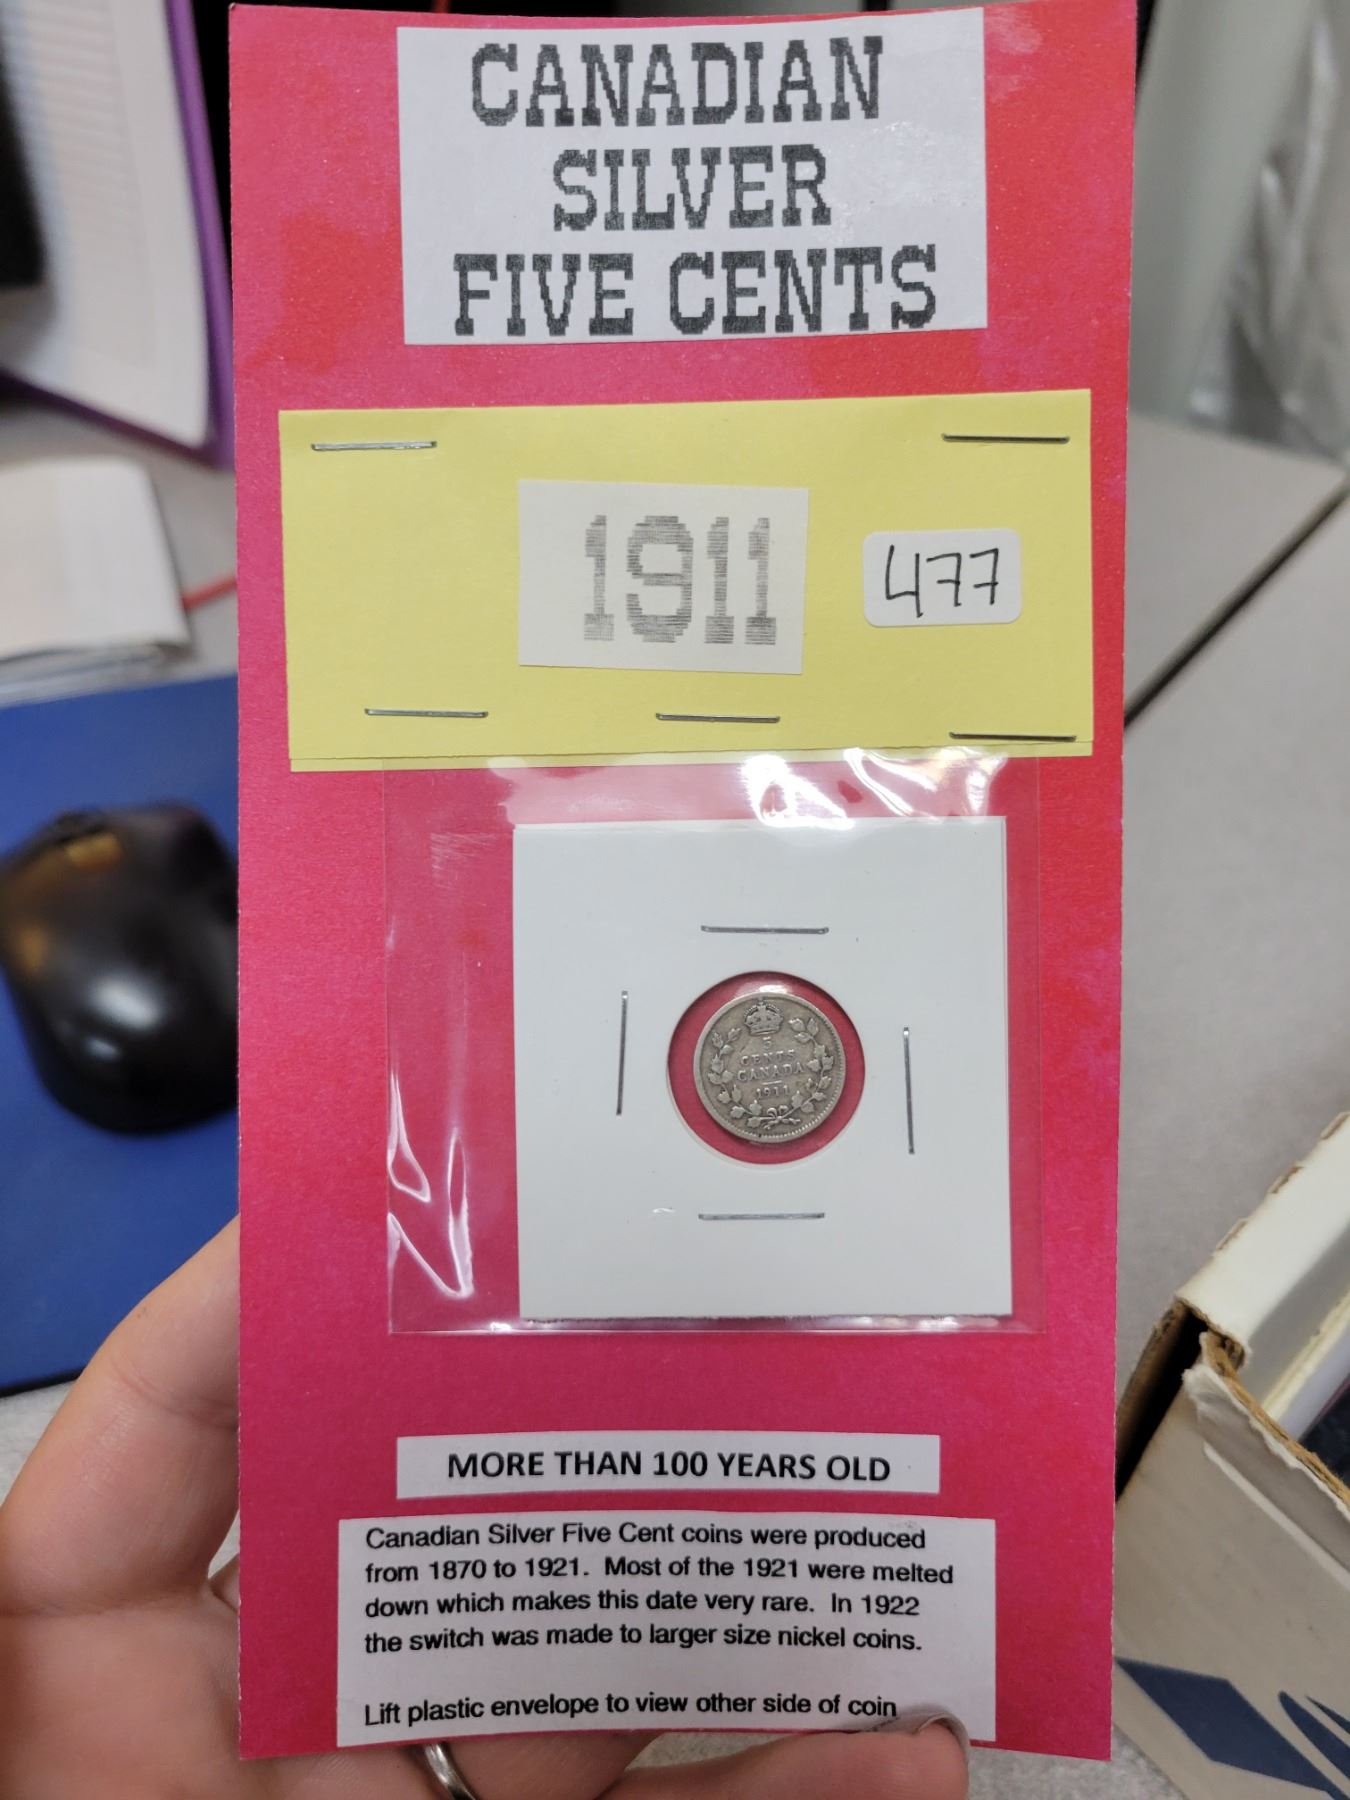 CANADIAN
SILVER
FIVE CENTS
1911
477
5
CENTS
CANADA
1911
MORE THAN 100 YEARS OLD
Canadian Silver Five Cent coins were produced
from 1870 to 1921. Most of the 1921 were melted
down which makes this date very rare. In 1922
the switch was made to larger size nickel coins.
Lift plastic envelope to view other side of coin